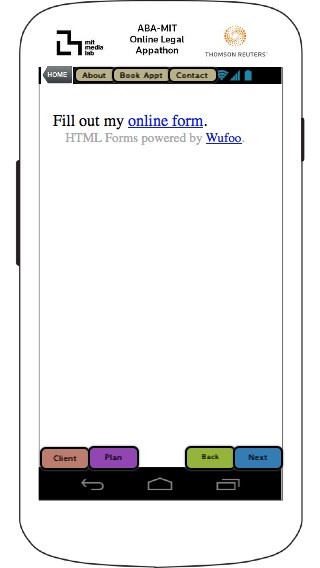 mit
media
lab
ABA-MIT
Online Legal
Appathon
THOMSON REUTERS
HOME
About
Book Appt
Contact
Fill out my online form.
HTML Forms powered by Wufoo.
Client
Plan
Back
Next